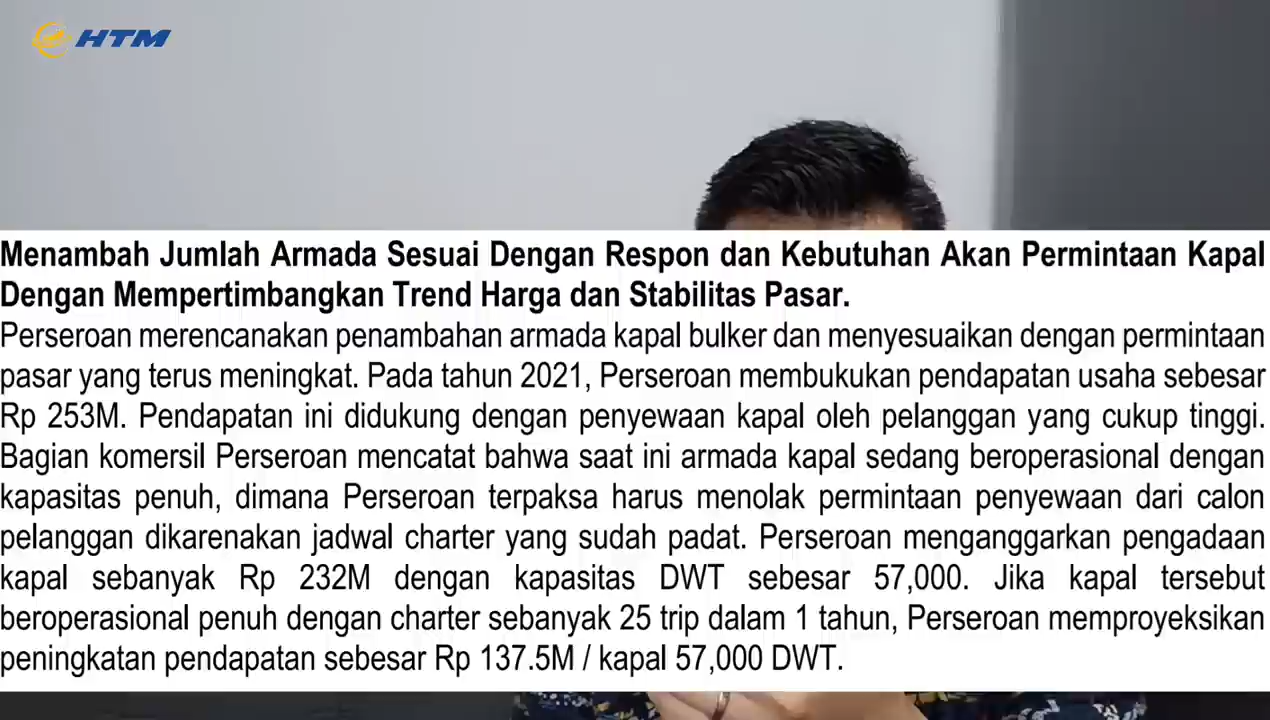 HTM
Menambah Jumlah Armada Sesuai Dengan Respon dan Kebutuhan Akan Permintaan Kapal
Dengan Mempertimbangkan Trend Harga dan Stabilitas Pasar.
Perseroan merencanakan penambahan armada kapal bulker dan menyesuaikan dengan permintaan
pasar yang terus meningkat. Pada tahun 2021, Perseroan membukukan pendapatan usaha sebesar
Rp 253M. Pendapatan ini didukung dengan penyewaan kapal oleh pelanggan yang cukup tinggi.
Bagian komersil Perseroan mencatat bahwa saat ini armada kapal sedang beroperasional dengan
kapasitas penuh, dimana Perseroan terpaksa harus menolak permintaan penyewaan dari calon
pelanggan dikarenakan jadwal charter yang sudah padat. Perseroan menganggarkan pengadaan
kapal sebanyak Rp 232M dengan kapasitas DWT sebesar 57,000. Jika kapal tersebut
beroperasional penuh dengan charter sebanyak 25 trip dalam 1 tahun, Perseroan memproyeksikan
peningkatan pendapatan sebesar Rp 137.5M / kapal 57,000 DWT.